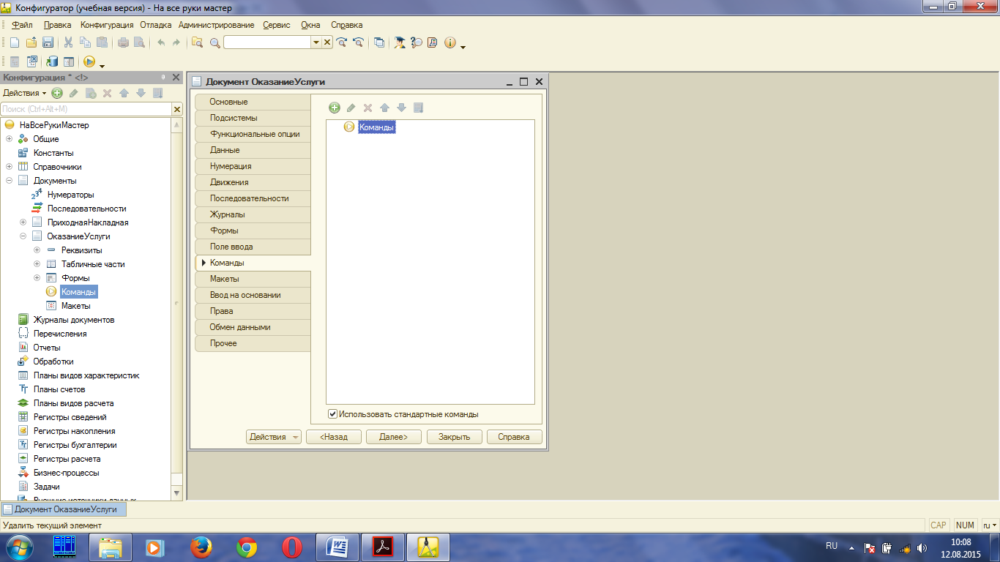 Конфигуратор (учебная версия) - На все руки мастер
Файл Правка Конфигурация Отладка Администрирование Сервис Окна Справка
Конфигурация * <!>
Действия
Поиск (Ctrl+Alt+M)
НаВсеРукиМастер
Общие
Константы
Справочники
Документы
Нумераторы
Последовательности
ПриходнаяНакладная
ОказаниеУслуги
Реквизиты
Табличные части
Формы
Команды
Макеты
Журналы документов
Перечисления
Отчеты
Обработки
Планы видов характеристик
Планы счетов
Планы видов расчета
Регистры сведений
Регистры накопления
Регистры бухгалтерии
Регистры расчета
Бизнес-процессы
Задачи
Внешние источники данных
Документ ОказаниеУслуги
Основные
Подсистемы
Функциональные опции
Данные
Нумерация
Движения
Последовательности
Журналы
Формы
Поле ввода
Команды
Макеты
Ввод на основании
Права
Обмен данными
Прочее
Команды
Использовать стандартные команды
Действия <Назад Далее> Закрыть Справка
Документ ОказаниеУслуги
Удалить текущий элемент CAP NUM ru
RU 10:08
12.08.2015